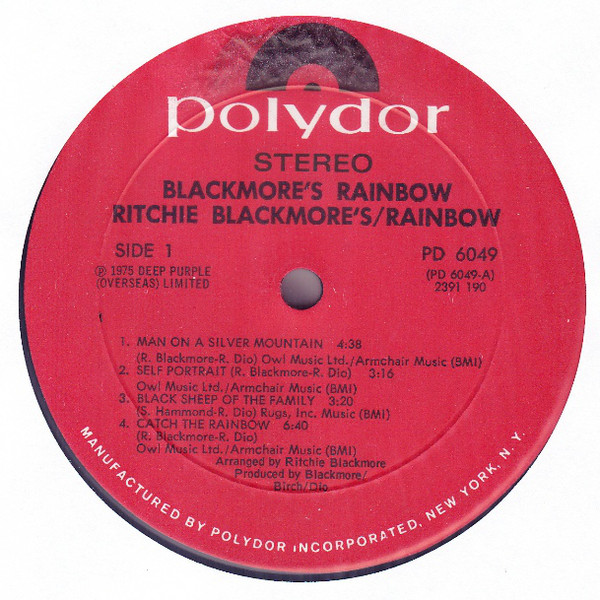 polydor
STEREO
BLACKMORE'S RAINBOW
RITCHIE BLACKMORE'S/RAINBOW
SIDE 1
PD 6049
℗ 1975 DEEP PURPLE
(OVERSEAS) LIMITED
(PD 6049-A)
2391 190
1. MAN ON A SILVER MOUNTAIN 4:38
(R. Blackmore-R. Dio) Owl Music Ltd./Armchair Music (BMI)
2. SELF PORTRAIT (R. Blackmore-R. Dio) 3:16
Owl Music Ltd./Armchair Music (BMI)
3. BLACK SHEEP OF THE FAMILY 3:20
(S. Hammond-R. Dio) Rugs, Inc. Music (BMI)
4. CATCH THE RAINBOW 6:40
(R. Blackmore-R. Dio)
Owl Music Ltd./Armchair Music (BMI)
Arranged by Ritchie Blackmore
Produced by Blackmore/
Birch/Dio
MANUFACTURED BY POLYDOR INCORPORATED, NEW YORK, N.Y.